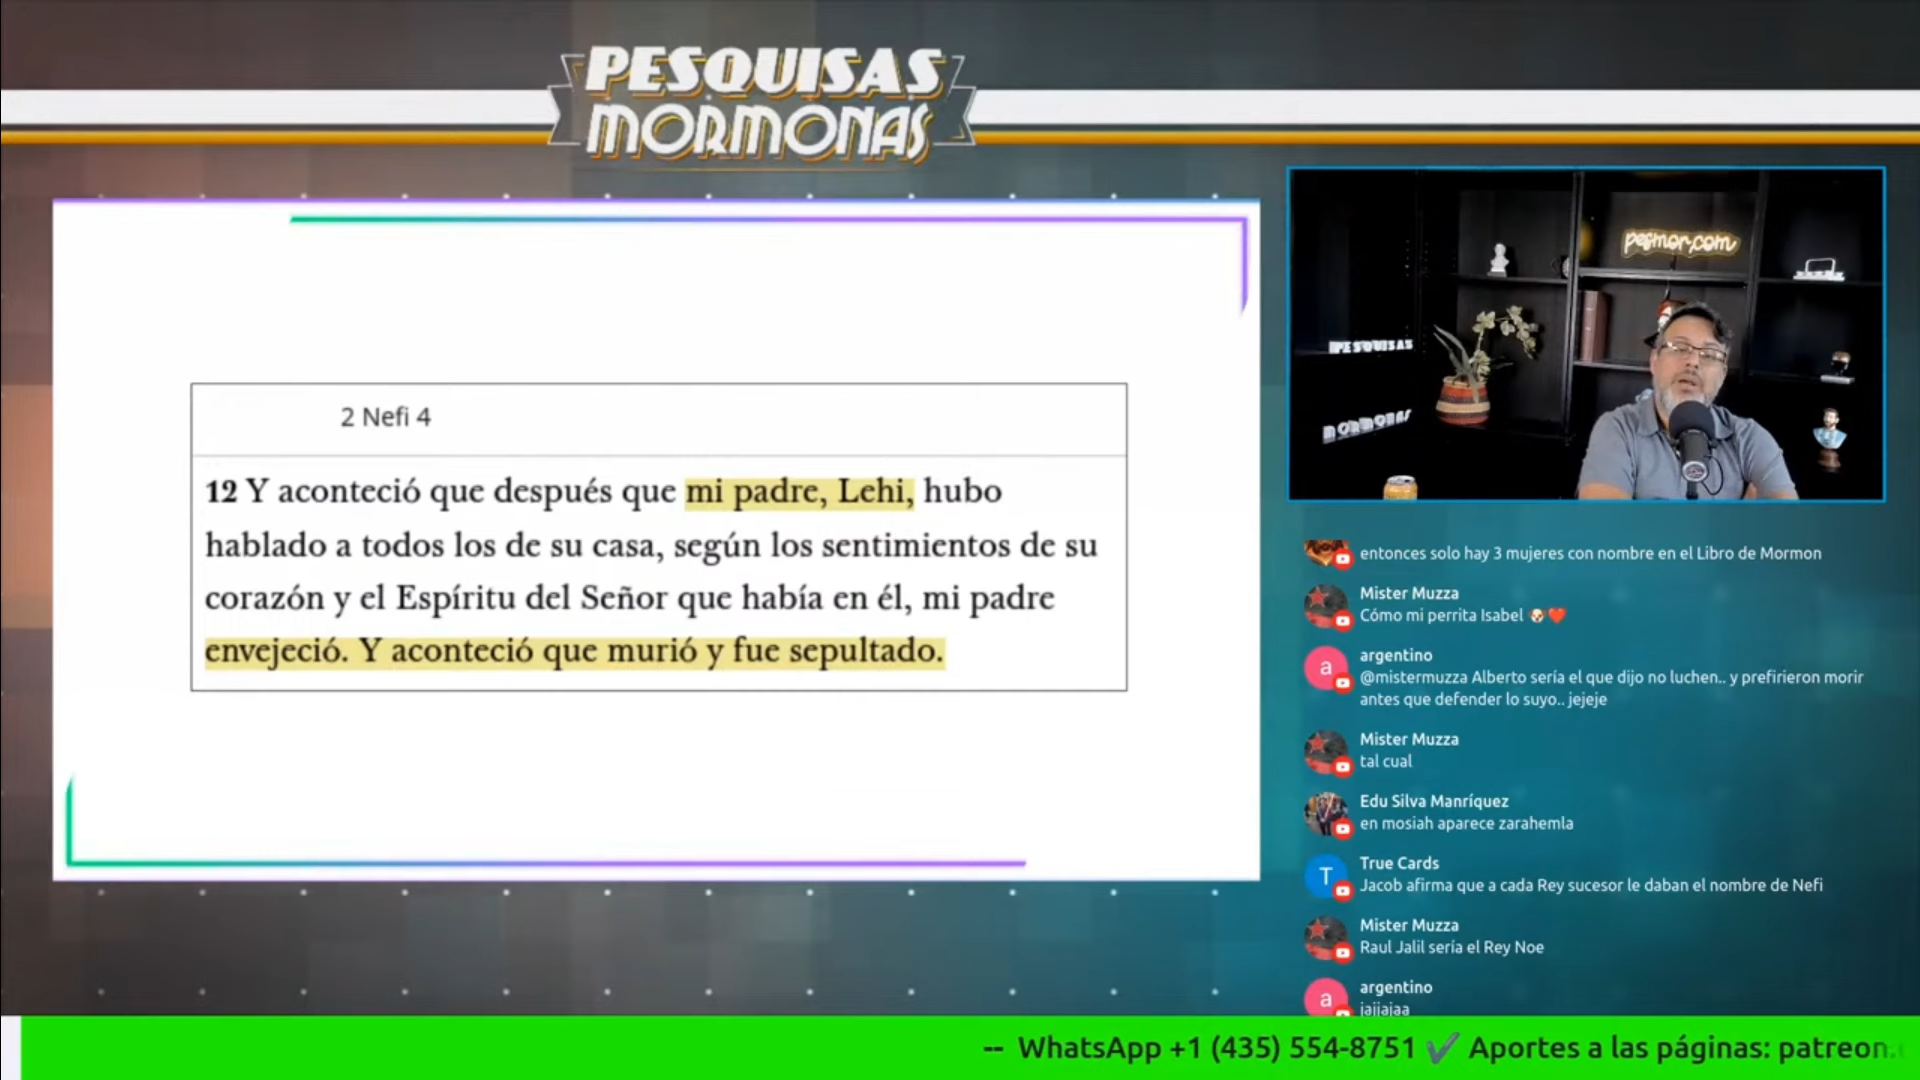 PESQUISAS
MORMONAS
2 Nefi 4
12 Y aconteció que después que mi padre, Lehi, hubo
hablado a todos los de su casa, según los sentimientos de su
corazón y el Espíritu del Señor que había en él, mi padre
envejeció. Y aconteció que murió y fue sepultado.
pesmor.com
PESQUISAS
MORMONAS
entonces solo hay 3 mujeres con nombre en el Libro de Mormon
Mister Muzza
Cómo mi perrita Isabel 🐶❤️
a
argentino
@mistermuzza Alberto sería el que dijo no luchen.. y prefirieron morir
antes que defender lo suyo.. jejeje
Mister Muzza
tal cual
Edu Silva Manríquez
en mosiah aparece zarahemla
T
True Cards
Jacob afirma que a cada Rey sucesor le daban el nombre de Nefi
Mister Muzza
Raul Jalil sería el Rey Noe
a
argentino
jajjajaa
-- WhatsApp +1 (435) 554-8751 ✔ Aportes a las páginas: patreon.